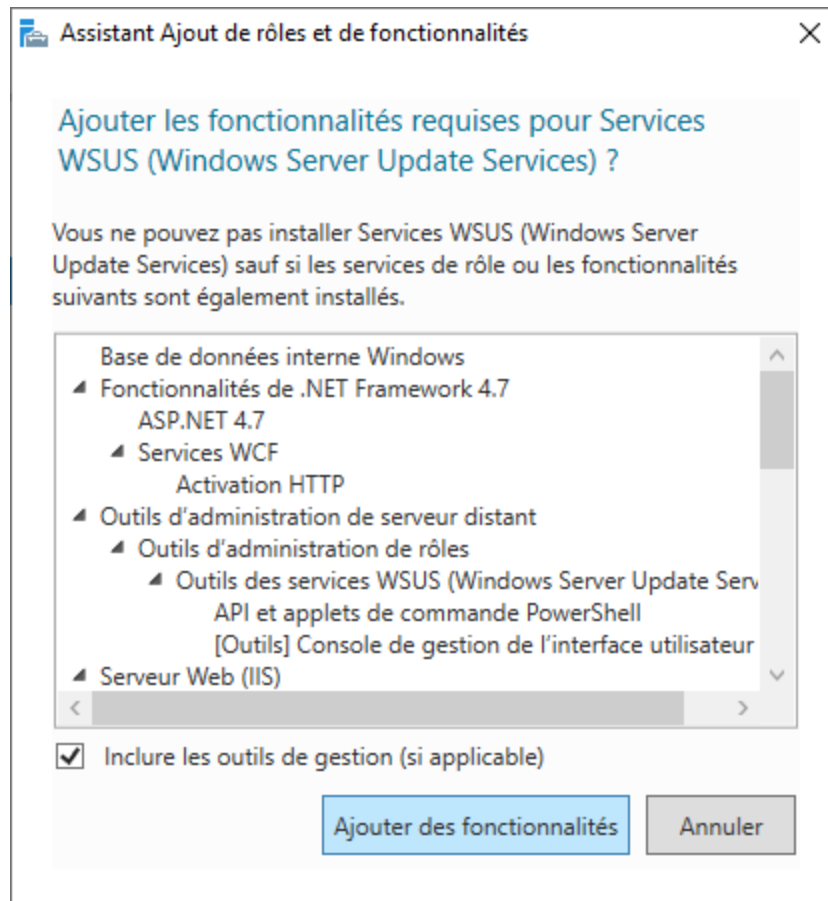 Assistant Ajout de rôles et de fonctionnalités
Ajouter les fonctionnalités requises pour Services
WSUS (Windows Server Update Services) ?
Vous ne pouvez pas installer Services WSUS (Windows Server
Update Services) sauf si les services de rôle ou les fonctionnalités
suivants sont également installés.
Base de données interne Windows
Fonctionnalités de .NET Framework 4.7
ASP.NET 4.7
Services WCF
Activation HTTP
Outils d’administration de serveur distant
Outils d’administration de rôles
Outils des services WSUS (Windows Server Update Serv
API et applets de commande PowerShell
[Outils] Console de gestion de l’interface utilisateur
Serveur Web (IIS)
Inclure les outils de gestion (si applicable)
Ajouter des fonctionnalités
Annuler